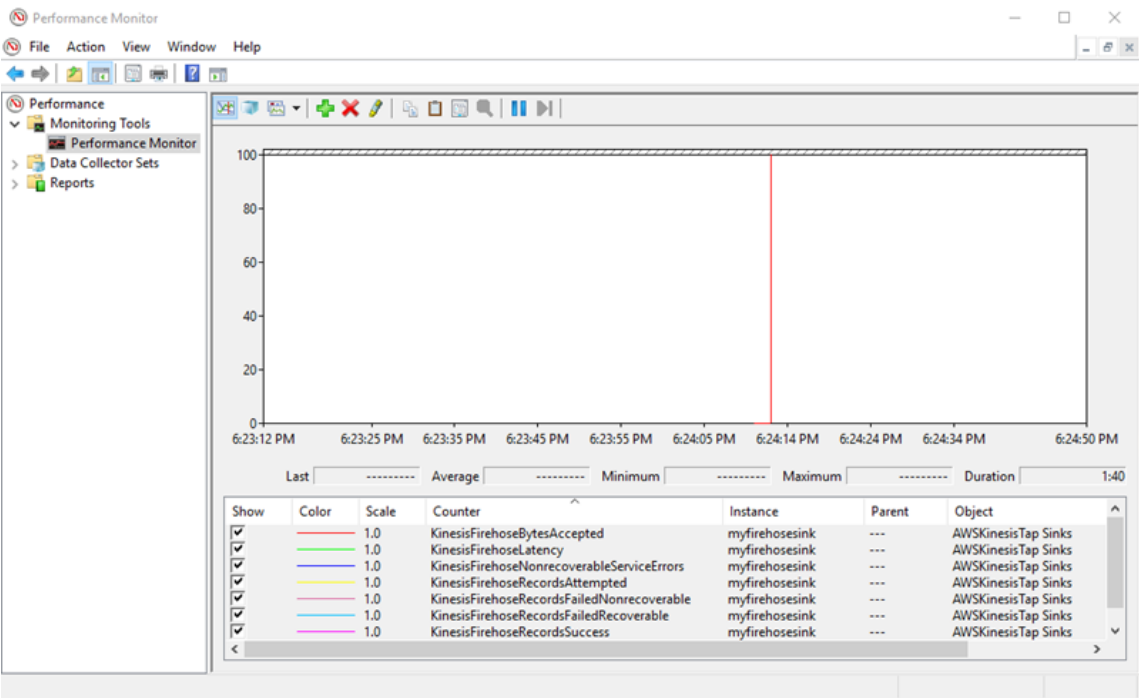 Performance Monitor
File Action View Window Help
Performance
Monitoring Tools
Performance Monitor
Data Collector Sets
Reports
100
80
60
40
20
0
6:23:12 PM 6:23:25 PM 6:23:35 PM 6:23:45 PM 6:23:55 PM 6:24:05 PM 6:24:14 PM 6:24:24 PM 6:24:34 PM 6:24:50 PM
Last --------- Average --------- Minimum --------- Maximum --------- Duration 1:40
Show Color Scale Counter Instance Parent Object
1.0 KinesisFirehoseBytesAccepted myfirehosesink --- AWSKinesisTap Sinks
1.0 KinesisFirehoseLatency myfirehosesink --- AWSKinesisTap Sinks
1.0 KinesisFirehoseNonrecoverableServiceErrors myfirehosesink --- AWSKinesisTap Sinks
1.0 KinesisFirehoseRecordsAttempted myfirehosesink --- AWSKinesisTap Sinks
1.0 KinesisFirehoseRecordsFailedNonrecoverable myfirehosesink --- AWSKinesisTap Sinks
1.0 KinesisFirehoseRecordsFailedRecoverable myfirehosesink --- AWSKinesisTap Sinks
1.0 KinesisFirehoseRecordsSuccess myfirehosesink --- AWSKinesisTap Sinks